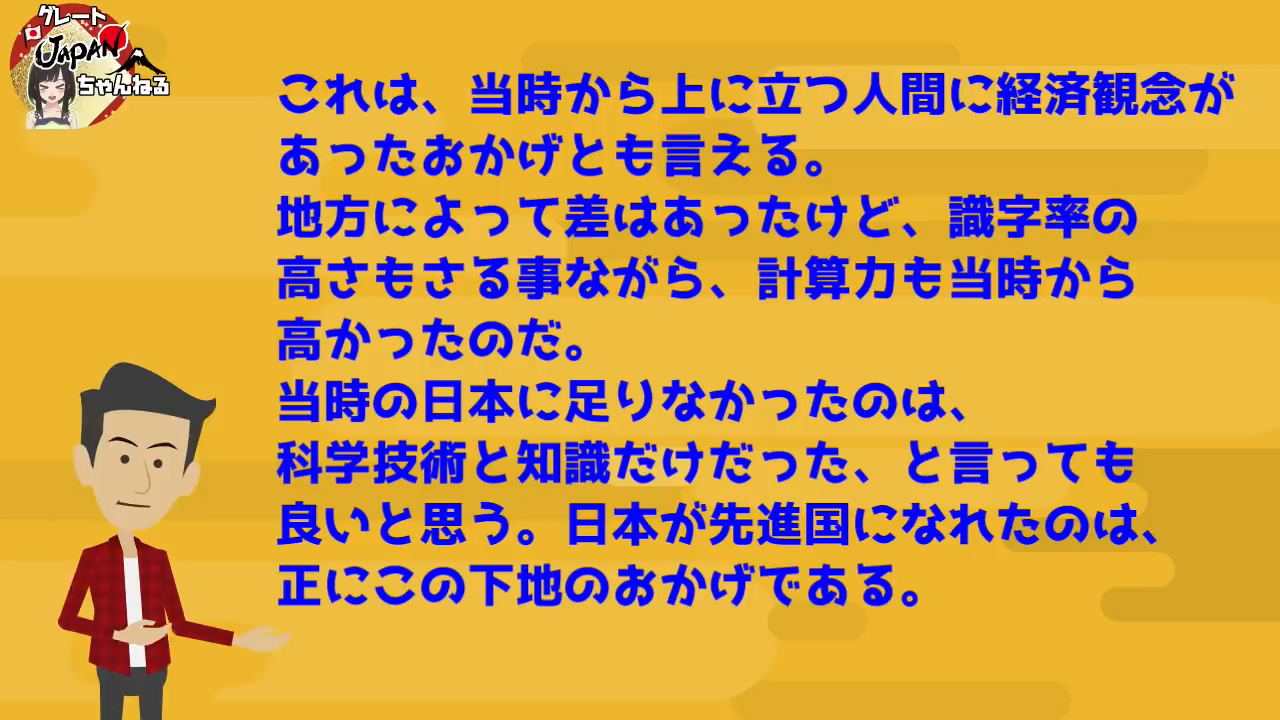 グレート
JAPAN
ちゃんねる
これは、当時から上に立つ人間に経済観念が
あったおかげとも言える。
地方によって差はあったけど、識字率の
高さもさる事ながら、計算力も当時から
高かったのだ。
当時の日本に足りなかったのは、
科学技術と知識だけだった、と言っても
良いと思う。日本が先進国になれたのは、
正にこの下地のおかげである。